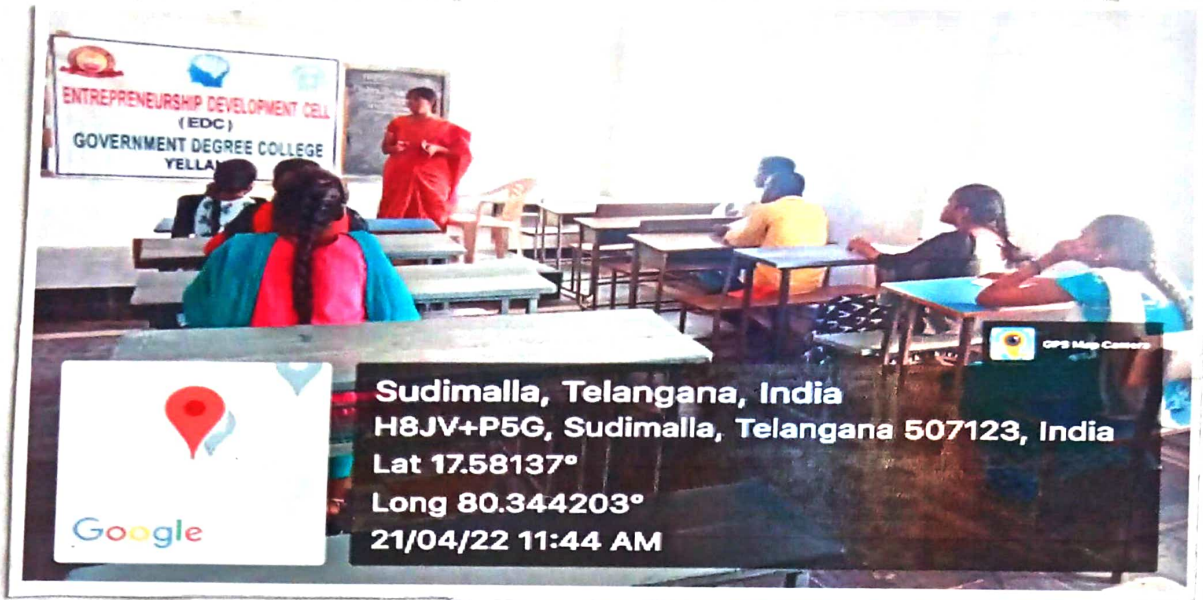 ENTREPRENEURSHIP DEVELOPMENT CELL
(EDC)
GOVERNMENT DEGREE COLLEGE
GPS Map Camera
Sudimalla, Telangana, India
H8JV+P5G, Sudimalla, Telangana 507123, India
Lat 17.58137°
Long 80.344203°
21/04/22 11:44 AM
Google